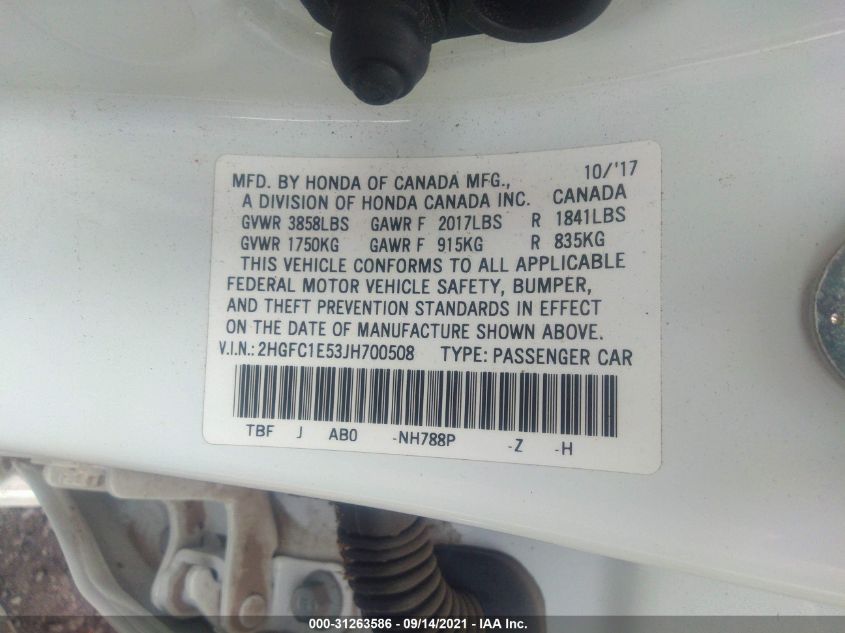 10/'17
MFD. BY HONDA OF CANADA MFG.,
A DIVISION OF HONDA CANADA INC. CANADA
GVWR 3858LBS GAWR F 2017LBS R 1841LBS
GVWR 1750KG GAWR F 915KG R 835KG
THIS VEHICLE CONFORMS TO ALL APPLICABLE
FEDERAL MOTOR VEHICLE SAFETY, BUMPER,
AND THEFT PREVENTION STANDARDS IN EFFECT
ON THE DATE OF MANUFACTURE SHOWN ABOVE.
V.I.N.: 2HGFC1E53JH700508 TYPE: PASSENGER CAR
TBF J AB0 -NH788P -Z -H
000-31263586 - 09/14/2021 - IAA Inc.